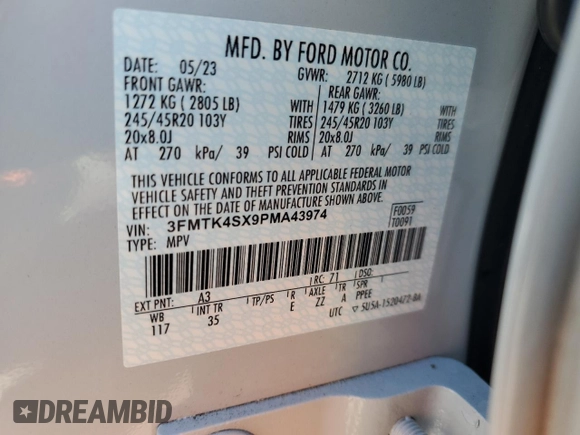 MFD. BY FORD MOTOR CO.
DATE: 05/23
GVWR: 2712 KG ( 5980 LB)
FRONT GAWR:
REAR GAWR:
1272 KG ( 2805 LB) WITH
1479 KG ( 3260 LB) WITH
245/45R20 103Y TIRES
245/45R20 103Y TIRES
20x8.0J RIMS
20x8.0J RIMS
AT 270 kPa/ 39 PSI COLD
AT 270 kPa/ 39 PSI COLD
THIS VEHICLE CONFORMS TO ALL APPLICABLE FEDERAL MOTOR
VEHICLE SAFETY AND THEFT PREVENTION STANDARDS IN
EFFECT ON THE DATE OF MANUFACTURE SHOWN ABOVE.
VIN: 3FMTK4SX9PMA43974
TYPE: MPV
F0059
T0091
EXT PNT: A3 RC: 71 DSO:
WB INT TR TP/PS R AXLE TR SPR
117 35 E ZZ A PPEE
UTC ▽ 5U5A-1520472-BA
DREAMBID